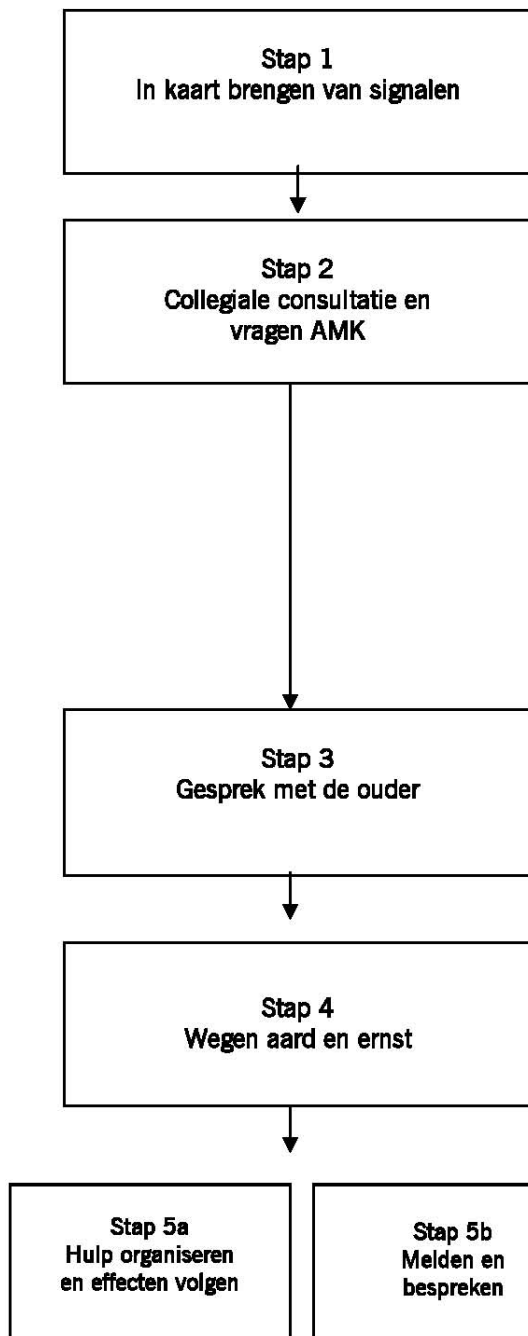 Stap 1
In kaart brengen van signalen
Stap 2
Collegiale consultatie en
vragen AMK
Stap 3
Gesprek met de ouder
Stap 4
Wegen aard en ernst
Stap 5a
Hulp organiseren
en effecten volgen
Stap 5b
Melden en
bespreken